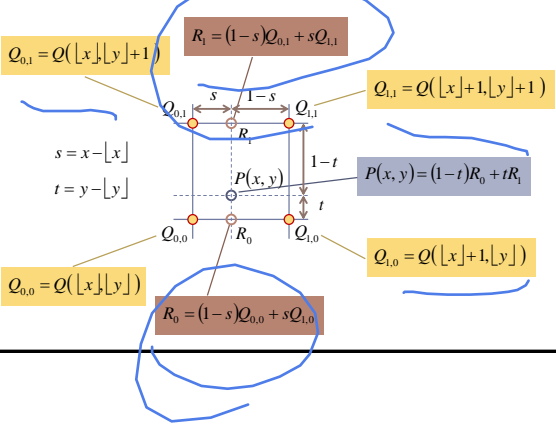 R₁ = (1−s)Q₀,₁ + sQ₁,₁
Q₀,₁ = Q(⌊x⌋,⌊y⌋+1)
Q₁,₁ = Q(⌊x⌋+1,⌊y⌋+1)
s 1−s
Q₀,₁ Q₁,₁
R₁
s = x−⌊x⌋
1−t
P(x, y)
P(x, y) = (1−t)R₀ + tR₁
t = y−⌊y⌋
t
Q₀,₀ R₀ Q₁,₀
Q₁,₀ = Q(⌊x⌋+1,⌊y⌋)
Q₀,₀ = Q(⌊x⌋,⌊y⌋)
R₀ = (1−s)Q₀,₀ + sQ₁,₀